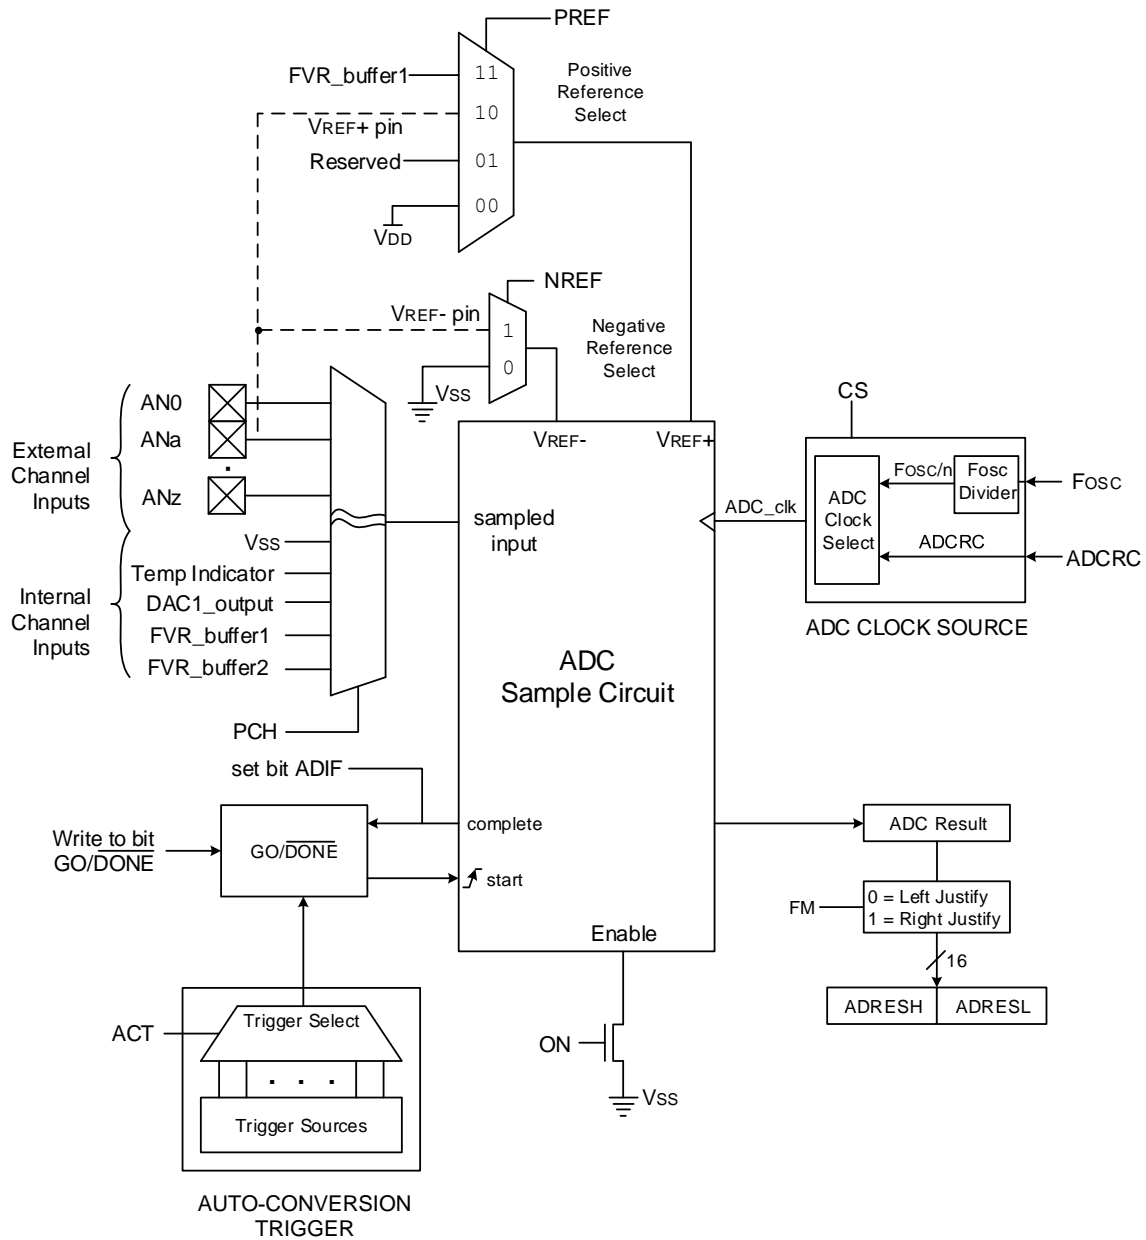 PREF
FVR_buffer1
11
Positive
Reference
Select
10
VREF+ pin
Reserved
01
00
VDD
NREF
VREF- pin
1
Negative
Reference
Select
0
VSS
External
Channel
Inputs
AN0
ANa
.
ANz
VREF-
VREF+
CS
ADC
Clock
Select
FOSC/n
Fosc
Divider
FOSC
ADCRC
ADCRC
ADC_clk
ADC CLOCK SOURCE
sampled
input
Internal
Channel
Inputs
VSS
Temp Indicator
DAC1_output
FVR_buffer1
FVR_buffer2
ADC
Sample Circuit
PCH
set bit ADIF
complete
Write to bit
GO/DONE
GO/DONE
start
ADC Result
FM
0 = Left Justify
1 = Right Justify
16
ADRESH
ADRESL
Enable
ON
VSS
ACT
Trigger Select
. . .
Trigger Sources
AUTO-CONVERSION
TRIGGER